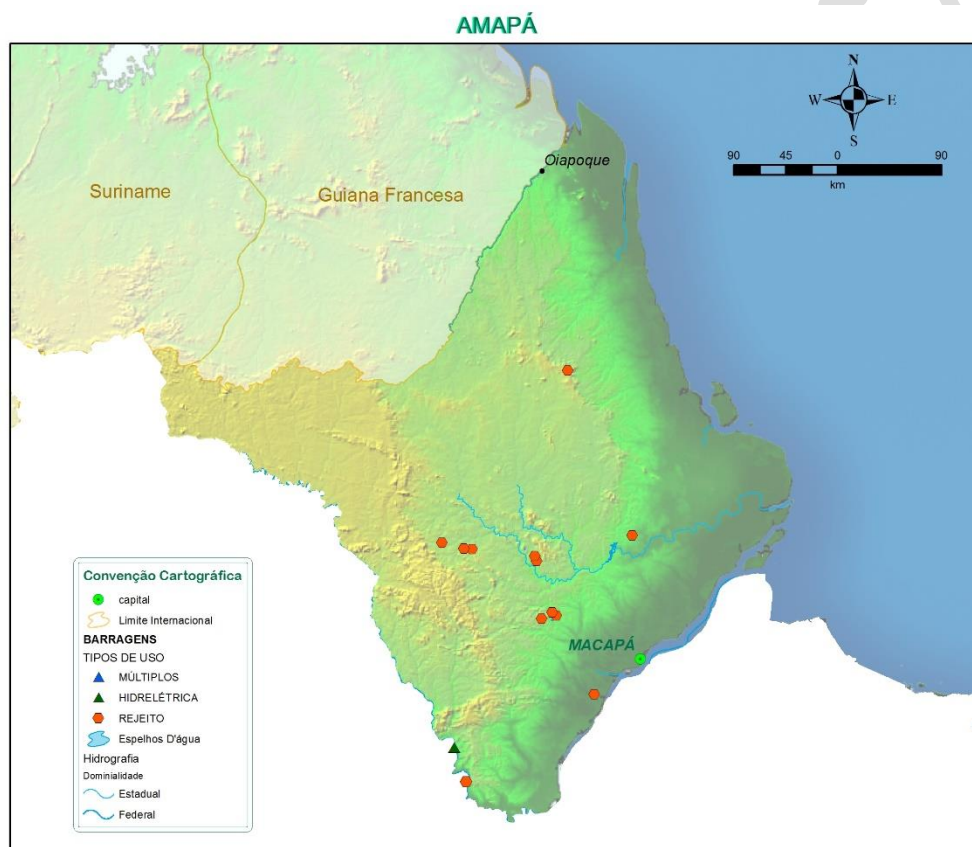 AMAPÁ
N
W E
S
90 45 0 90
km
Oiapoque
Suriname
Guiana Francesa
MACAPÁ
Convenção Cartográfica
capital
Limite Internacional
BARRAGENS
TIPOS DE USO
MÚLTIPLOS
HIDRELÉTRICA
REJEITO
Espelhos D'água
Hidrografia
Dominialidade
Estadual
Federal